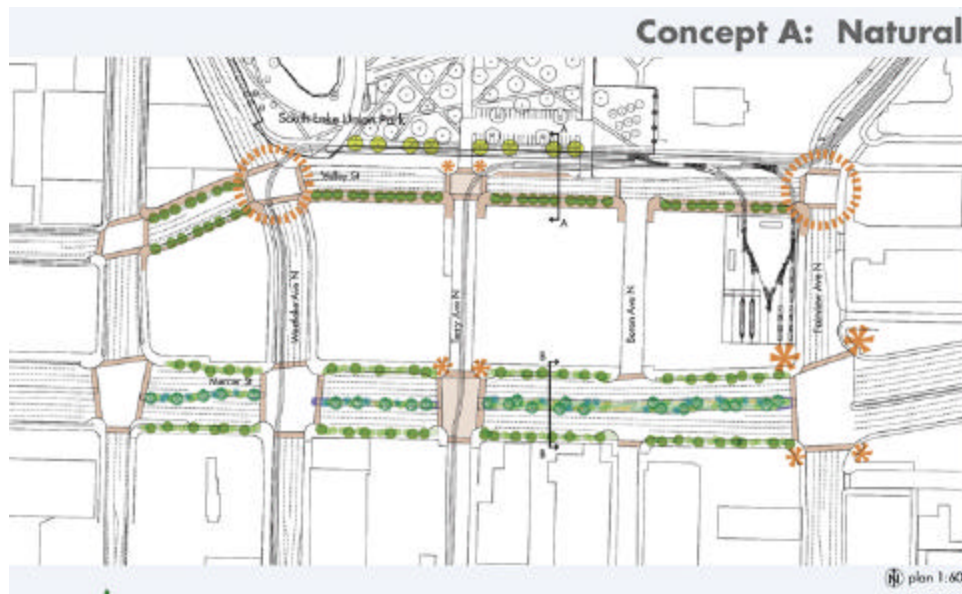 Concept A: Natural
South Lake Union Park
A
Valley St
A
Westlake Ave N
Terry Ave N
Boren Ave N
Fairview Ave N
B
Mercer St
B
N plan 1:60